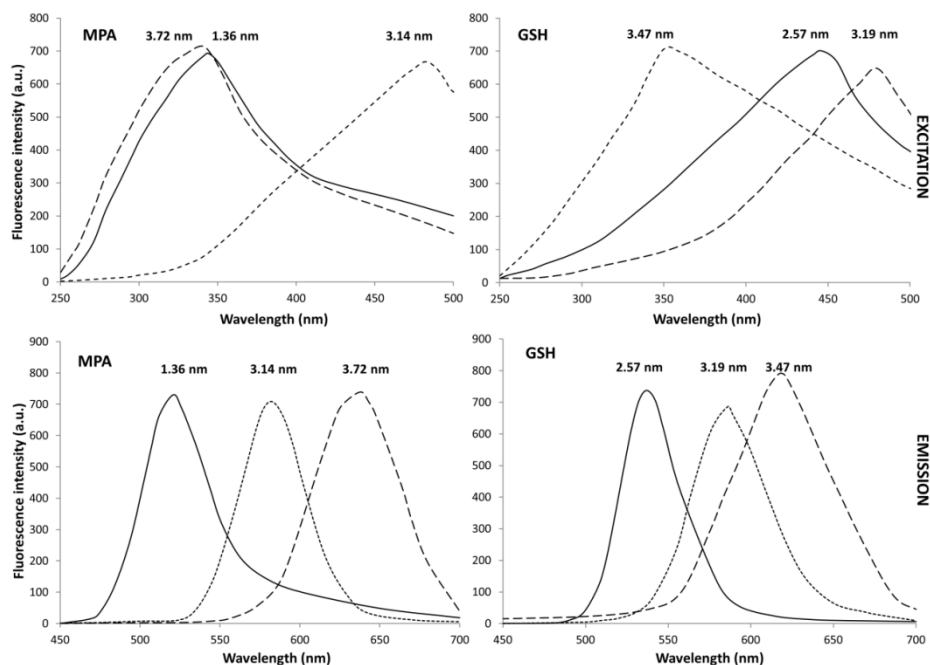 MPA
3.72 nm 1.36 nm 3.14 nm
Fluorescence intensity (a.u.)
800
700
600
500
400
300
200
100
0
250 300 350 400 450 500
Wavelength (nm)
GSH
3.47 nm 2.57 nm 3.19 nm
800
700
600
500
400
300
200
100
0
250 300 350 400 450 500
Wavelength (nm)
EXCITATION
MPA
1.36 nm 3.14 nm 3.72 nm
Fluorescence intensity (a.u.)
900
800
700
600
500
400
300
200
100
0
450 500 550 600 650 700
Wavelength (nm)
GSH
2.57 nm 3.19 nm 3.47 nm
900
800
700
600
500
400
300
200
100
0
450 500 550 600 650 700
Wavelength (nm)
EMISSION